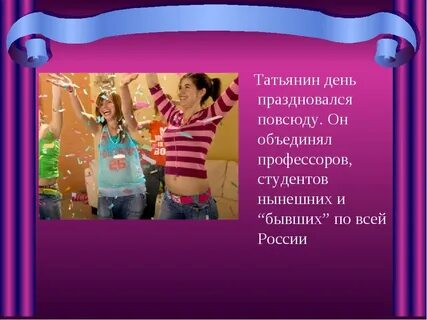 Татьянин день
праздновался
повсюду. Он
объединял
профессоров,
студентов
нынешних и
“бывших” по всей
России